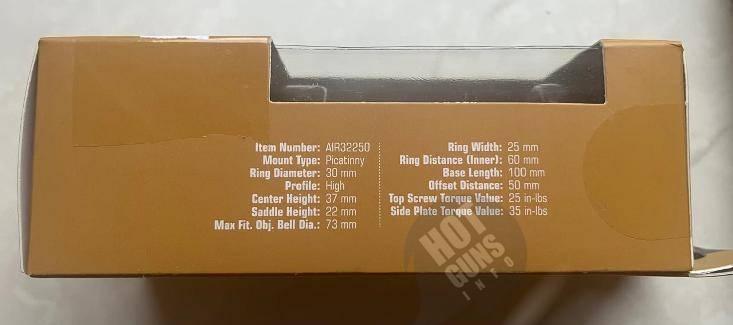 Item Number: AIR32250
Mount Type: Picatinny
Ring Diameter: 30 mm
Profile: High
Center Height: 37 mm
Saddle Height: 22 mm
Max Fit. Obj. Bell Dia.: 73 mm
Ring Width: 25 mm
Ring Distance (Inner): 60 mm
Base Length: 100 mm
Offset Distance: 50 mm
Top Screw Torque Value: 25 in-lbs
Side Plate Torque Value: 35 in-lbs
HOT
GUNS
INFO